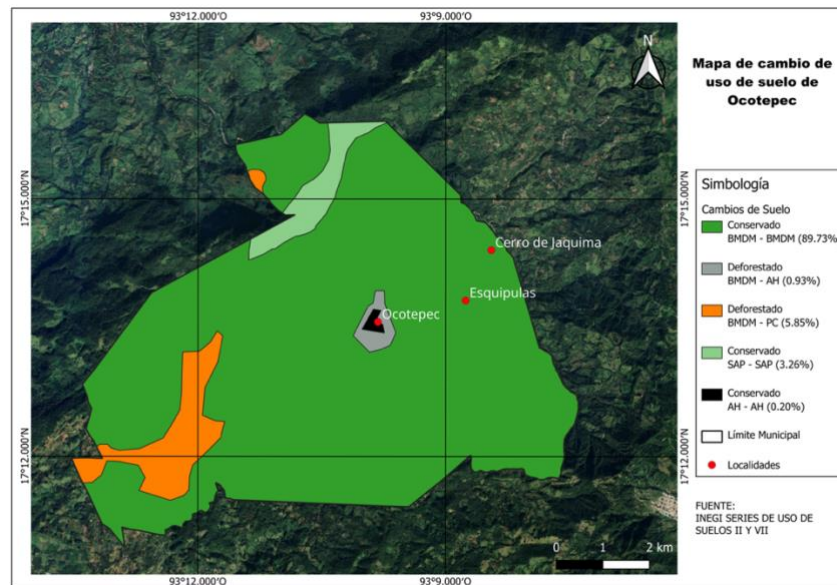 93°12.000'O
93°9.000'O
N
Mapa de cambio de
uso de suelo de
Ocotepec
17°15.000'N
17°15.000'N
Cerro de Jaquima
Esquipulas
Ocotepec
17°12.000'N
17°12.000'N
0 1 2 km
93°12.000'O
93°9.000'O
Simbología
Cambios de Suelo
Conservado
BMDM - BMDM (89.73%
Deforestado
BMDM - AH (0.93%)
Deforestado
BMDM - PC (5.85%)
Conservado
SAP - SAP (3.26%)
Conservado
AH - AH (0.20%)
Límite Municipal
Localidades
FUENTE:
INEGI SERIES DE USO DE
SUELOS II Y VII